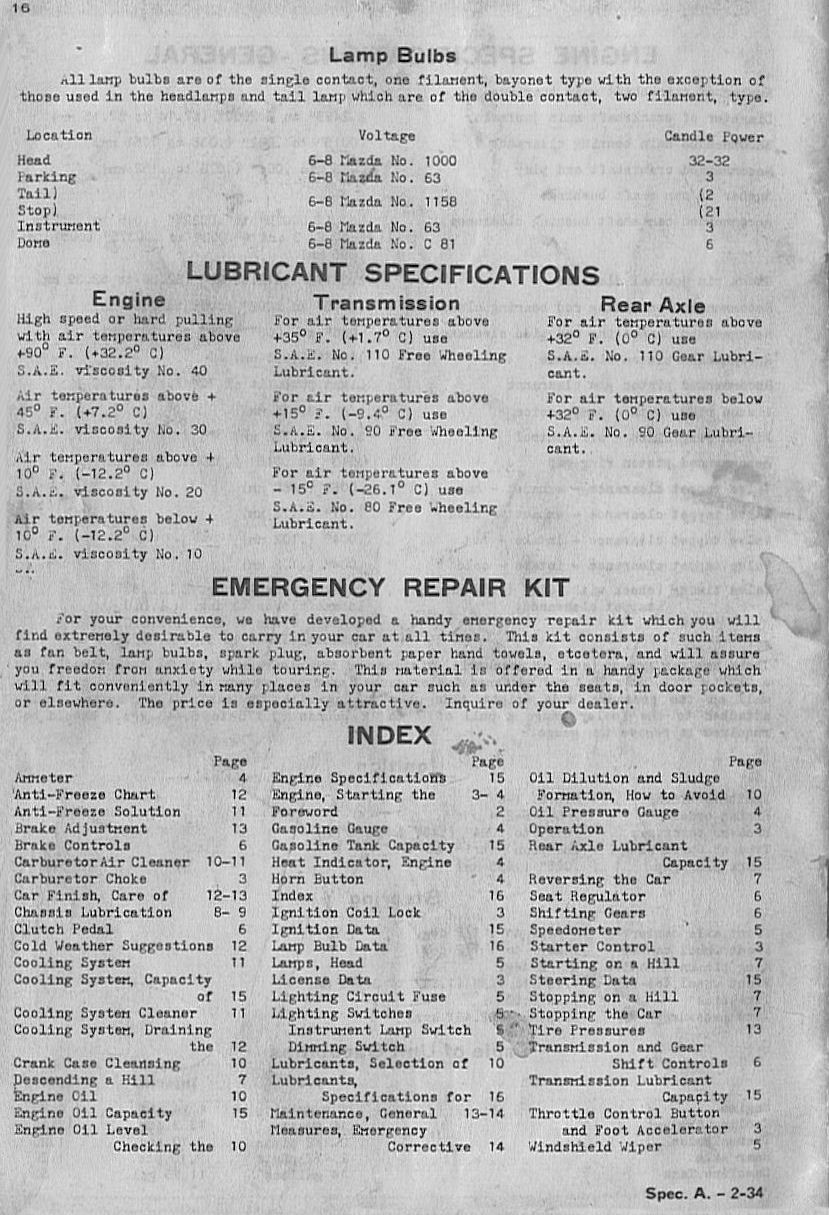 16
Lamp Bulbs
All lamp bulbs are of the single contact, one filament, bayonet type with the exception of
those used in the headlamps and tail lamp which are of the double contact, two filament, type.
Location Voltage Candle Power
Head 6-8 Mazda No. 1000 32-32
Parking 6-8 Mazda No. 63 3
Tail) (2
6-8 Mazda No. 1158
Stop) (21
Instrument 6-8 Mazda No. 63 3
Dome 6-8 Mazda No. C 81 6
LUBRICANT SPECIFICATIONS
Engine
High speed or hard pulling
with air temperatures above
+90° F. (+32.2° C)
S.A.E. viscosity No. 40
Air temperatures above +
45° F. (+7.2° C)
S.A.E. viscosity No. 30
Air temperatures above +
10° F. (-12.2° C)
S.A.E. viscosity No. 20
Air temperatures below +
10° F. (-12.2° C)
S.A.E. viscosity No. 10
Transmission
For air temperatures above
+35° F. (+1.7° C) use
S.A.E. No. 110 Free Wheeling
Lubricant.
For air temperatures above
+15° F. (-9.4° C) use
S.A.E. No. 90 Free Wheeling
Lubricant.
For air temperatures above
- 15° F. (-26.1° C) use
S.A.E. No. 80 Free Wheeling
Lubricant.
Rear Axle
For air temperatures above
+32° F. (0° C) use
S.A.E. No. 110 Gear Lubri-
cant.
For air temperatures below
+32° F. (0° C) use
S.A.E. No. 90 Gear Lubri-
cant.
EMERGENCY REPAIR KIT
For your convenience, we have developed a handy emergency repair kit which you will
find extremely desirable to carry in your car at all times. This kit consists of such items
as fan belt, lamp bulbs, spark plug, absorbent paper hand towels, etcetera, and will assure
you freedom from anxiety while touring. This material is offered in a handy package which
will fit conveniently in many places in your car such as under the seats, in door pockets,
or elsewhere. The price is especially attractive. Inquire of your dealer.
INDEX
Page
Ammeter 4
Anti-Freeze Chart 12
Anti-Freeze Solution 11
Brake Adjustment 13
Brake Controls 6
Carburetor Air Cleaner 10-11
Carburetor Choke 3
Car Finish, Care of 12-13
Chassis Lubrication 8- 9
Clutch Pedal 6
Cold Weather Suggestions 12
Cooling System 11
Cooling System, Capacity
of 15
Cooling System Cleaner 11
Cooling System, Draining
the 12
Crank Case Cleansing 10
Descending a Hill 7
Engine Oil 10
Engine Oil Capacity 15
Engine Oil Level
Checking the 10
Page
Engine Specifications 15
Engine, Starting the 3- 4
Foreword 2
Gasoline Gauge 4
Gasoline Tank Capacity 15
Heat Indicator, Engine 4
Horn Button 4
Index 16
Ignition Coil Lock 3
Ignition Data 15
Lamp Bulb Data 16
Lamps, Head 5
License Data 3
Lighting Circuit Fuse 5
Lighting Switches 5
Instrument Lamp Switch 5
Dimming Switch 5
Lubricants, Selection of 10
Lubricants,
Specifications for 16
Maintenance, General 13-14
Measures, Emergency
Corrective 14
Page
Oil Dilution and Sludge
Formation, How to Avoid 10
Oil Pressure Gauge 4
Operation 3
Rear Axle Lubricant
Capacity 15
Reversing the Car 7
Seat Regulator 6
Shifting Gears 6
Speedometer 5
Starter Control 3
Starting on a Hill 7
Steering Data 15
Stopping on a Hill 7
Stopping the Car 7
Tire Pressures 13
Transmission and Gear
Shift Controls 6
Transmission Lubricant
Capacity 15
Throttle Control Button
and Foot Accelerator 3
Windshield Wiper 5
Spec. A. - 2-34